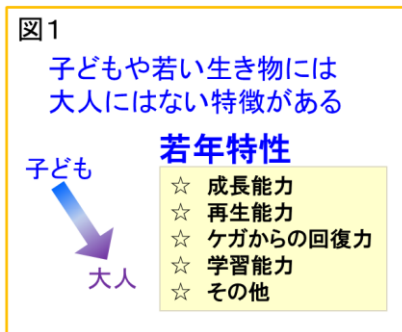 図1
子どもや若い生き物には
大人にはない特徴がある
若年特性
子ども
☆ 成長能力
☆ 再生能力
☆ ケガからの回復力
☆ 学習能力
☆ その他
大人